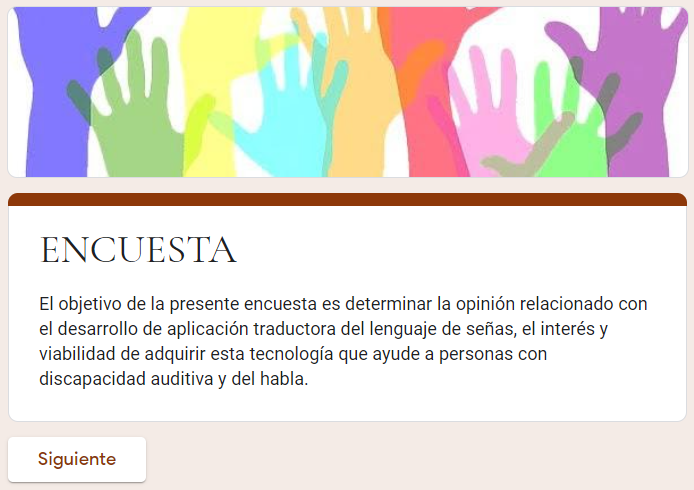 ENCUESTA
El objetivo de la presente encuesta es determinar la opinión relacionado con
el desarrollo de aplicación traductora del lenguaje de señas, el interés y
viabilidad de adquirir esta tecnología que ayude a personas con
discapacidad auditiva y del habla.
Siguiente